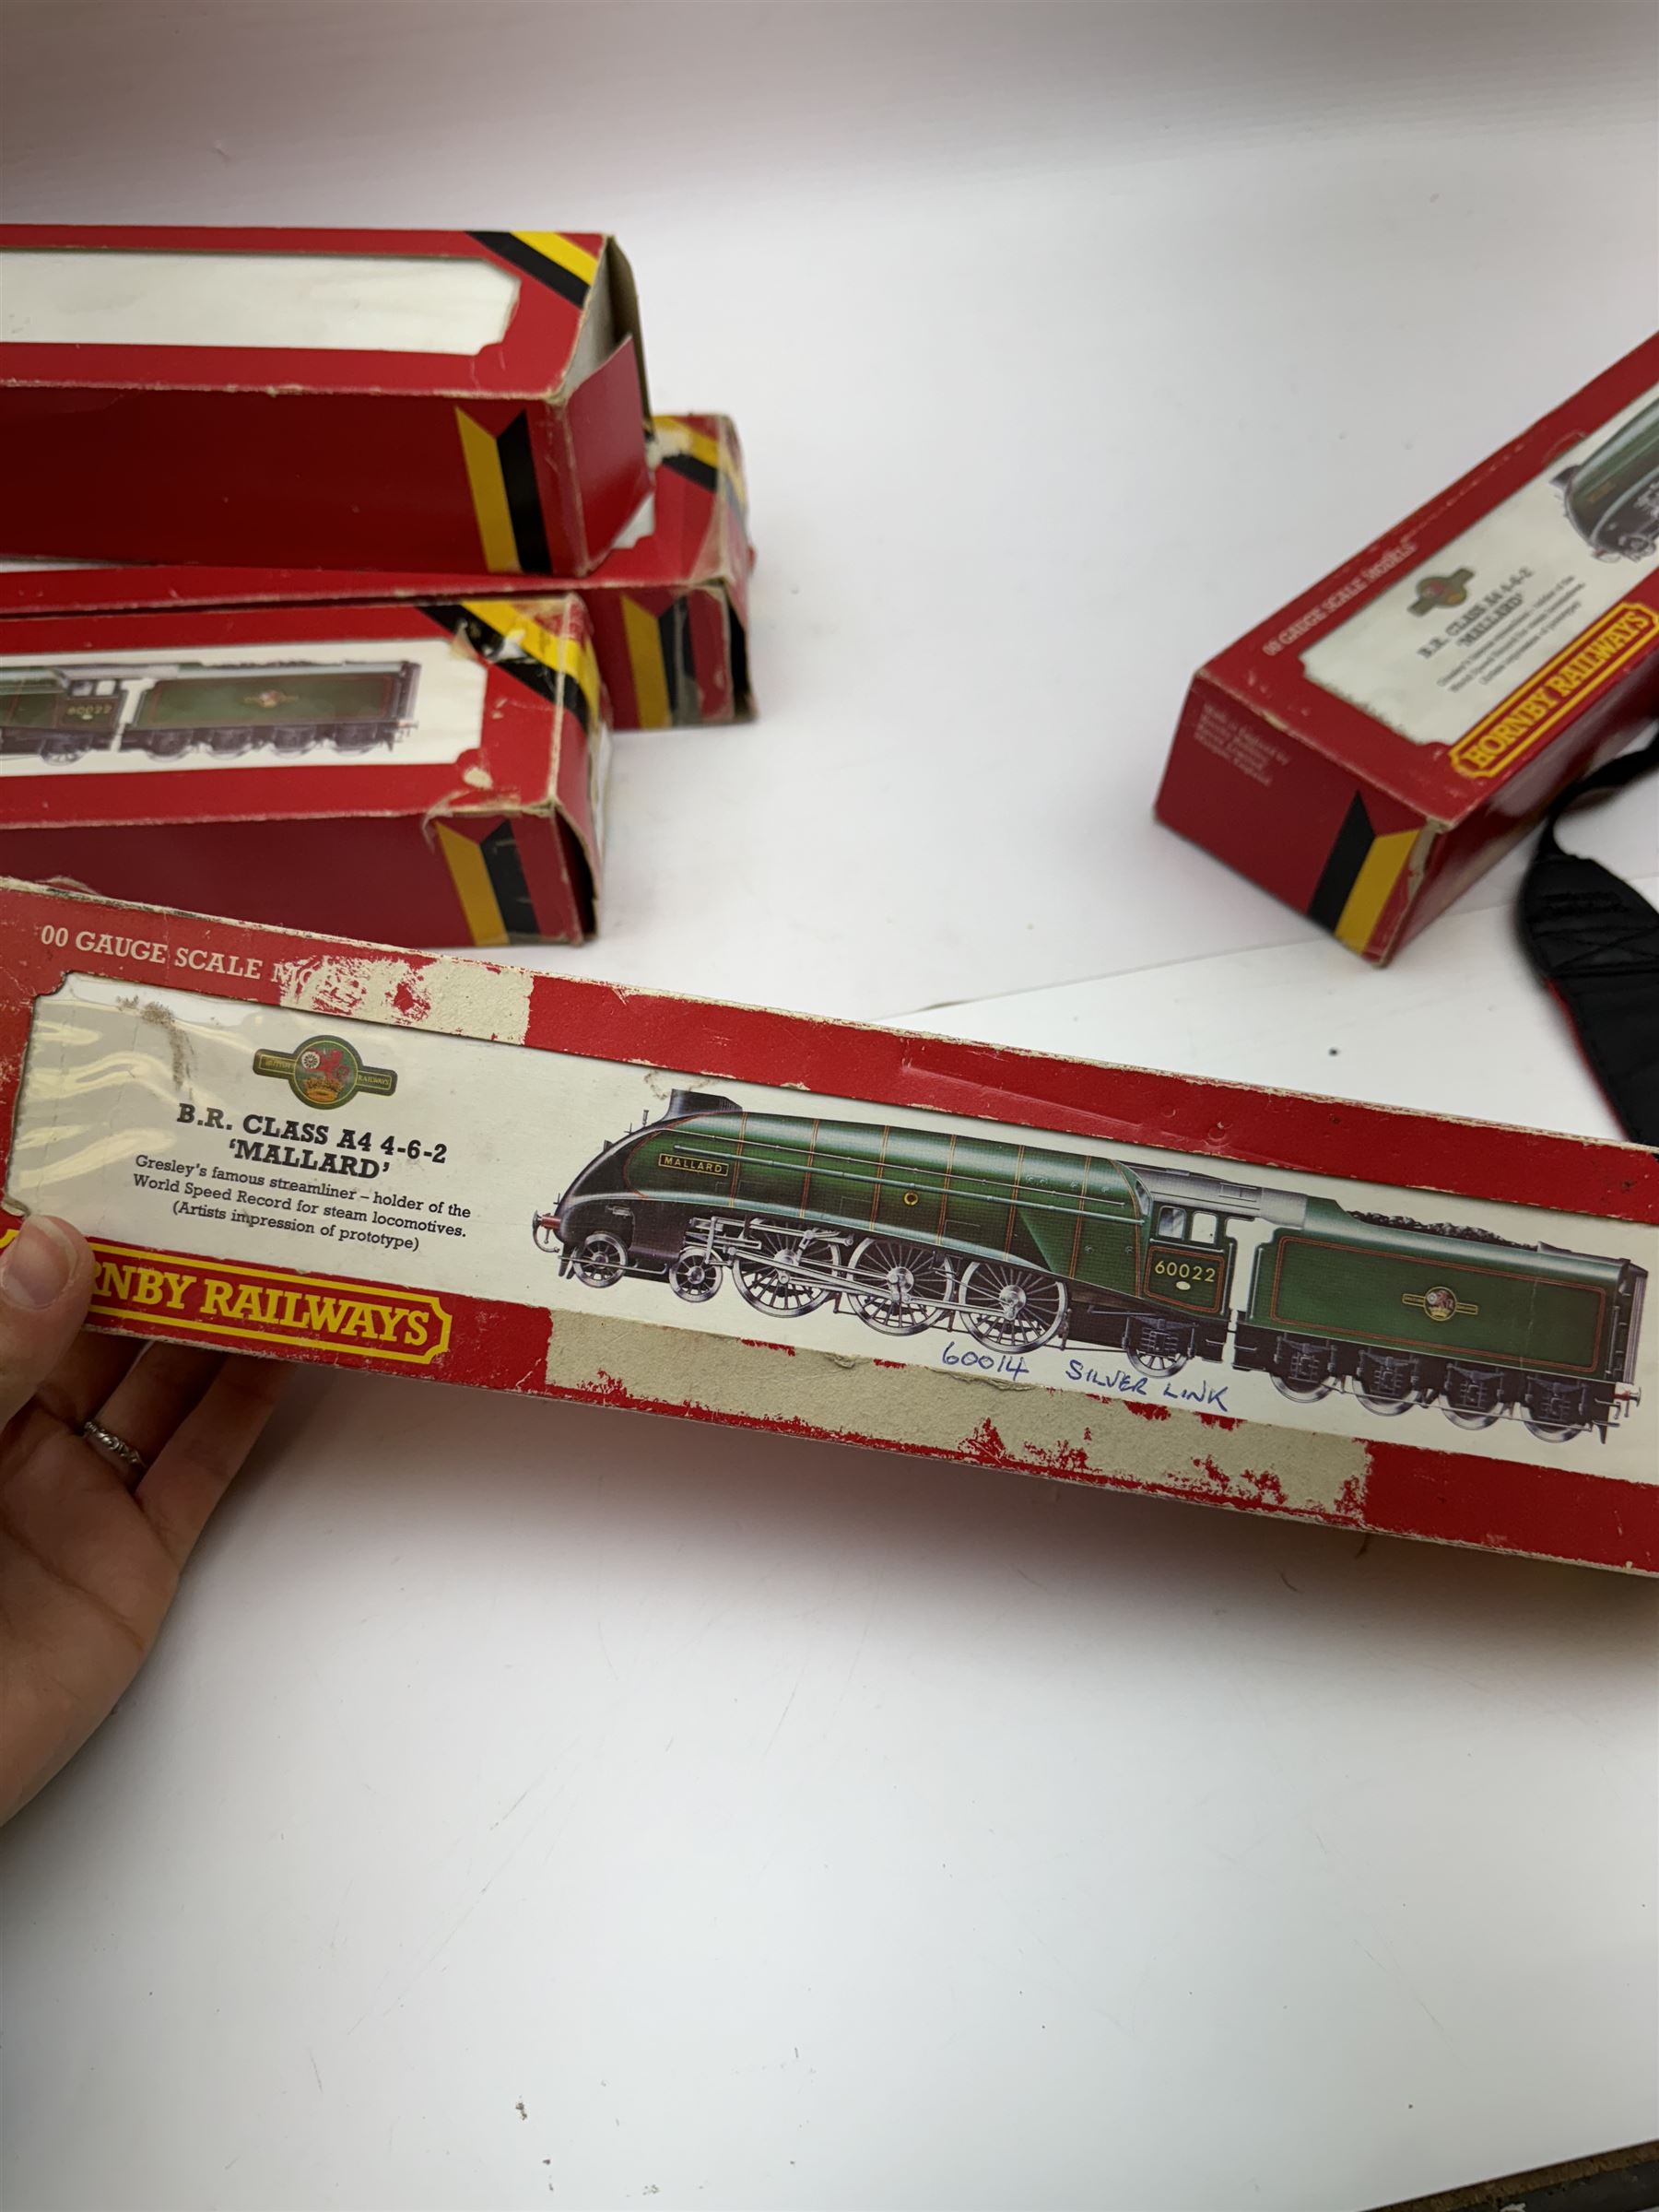 60022
00 GAUGE SCALE MODELS
B.R. CLASS A4 4-6-2
'MALLARD'
HORNBY RAILWAYS
00 GAUGE SCALE
B.R. CLASS A4 4-6-2
'MALLARD'
Gresley's famous streamliner – holder of the
World Speed Record for steam locomotives.
(Artists impression of prototype)
RNBY RAILWAYS
MALLARD
60022
60014 SILVER LINK